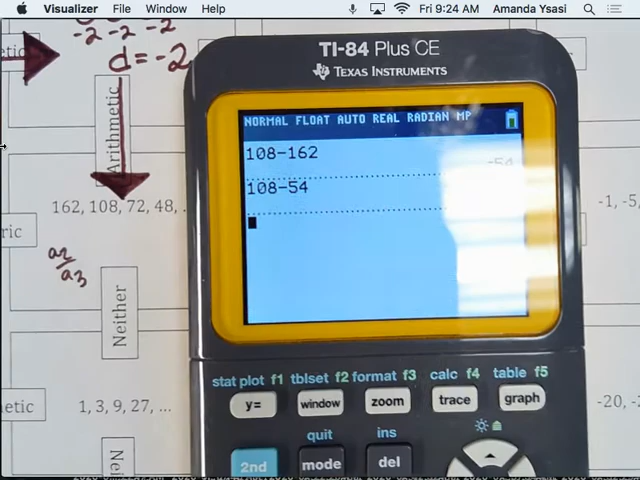 Visualizer File Window Help Fri 9:24 AM Amanda Ysasi
-2 -2 -2
d = -2
Arithmetic
162, 108, 72, 48, ..
a2/a3
Neither
1, 3, 9, 27, ...
TI-84 Plus CE
TEXAS INSTRUMENTS
NORMAL FLOAT AUTO REAL RADIAN MP
108-162
-54
108-54
stat plot f1 tblset f2 format f3 calc f4 table f5
y= window zoom trace graph
quit ins
2nd mode del
-1, -5,
-20, -2